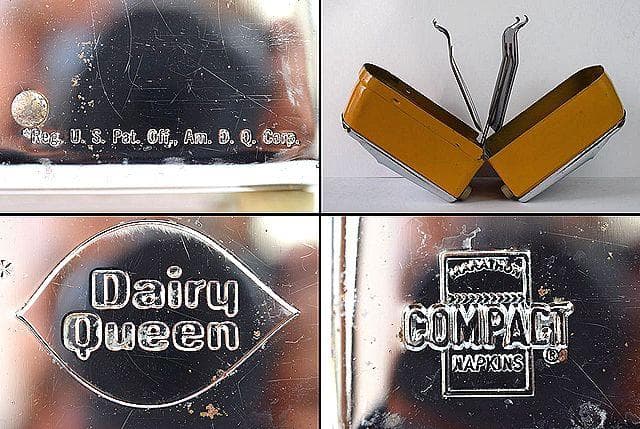 *Reg. U. S. Pat. Off., Am. D. Q. Corp.
Dairy
Queen
*
MARATHON
COMPACT
®
NAPKINS